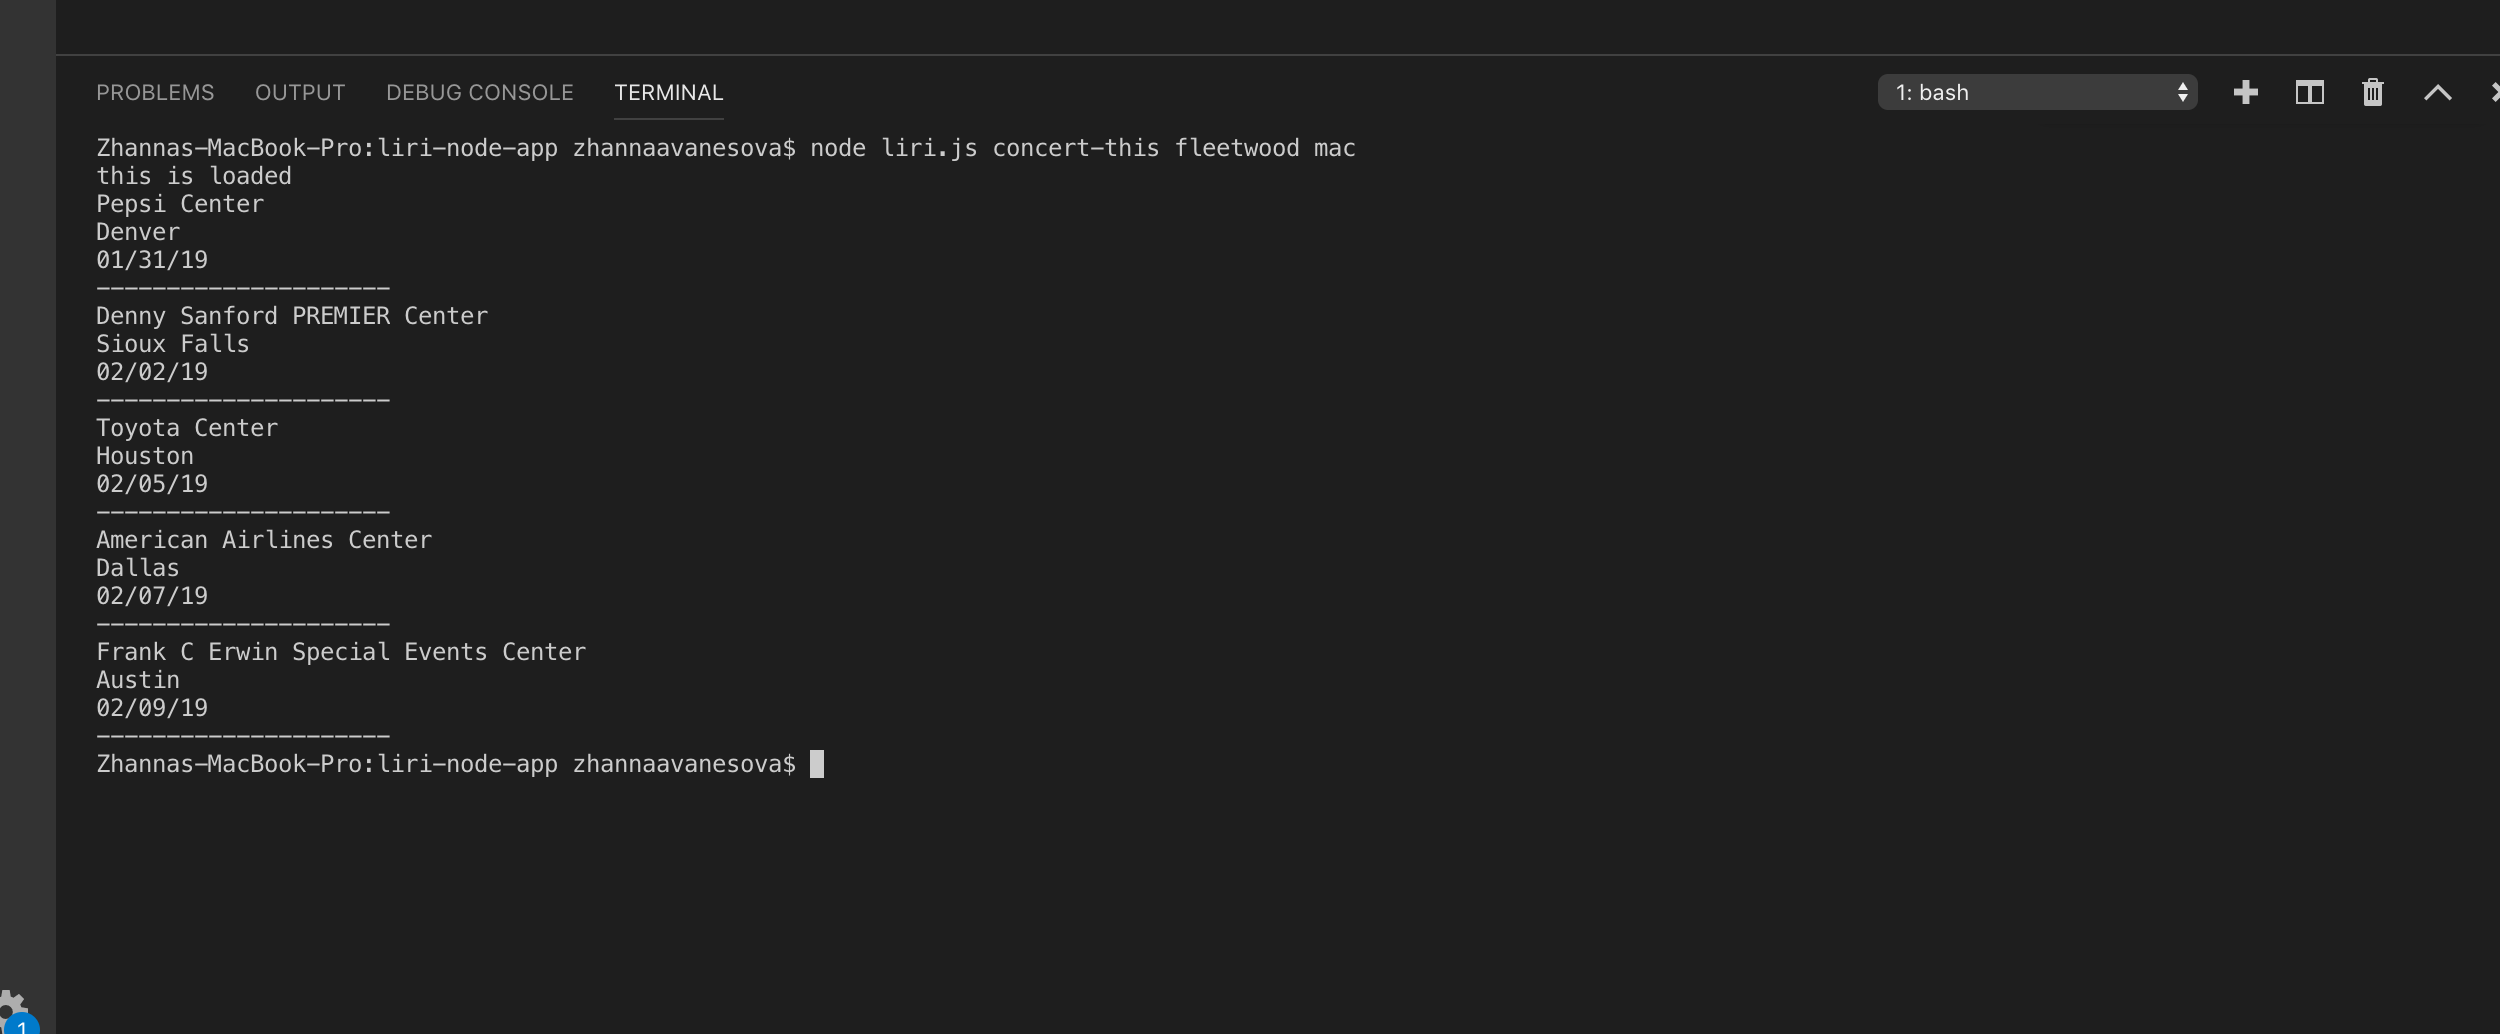 PROBLEMS OUTPUT DEBUG CONSOLE TERMINAL 1: bash
Zhannas-MacBook-Pro:liri-node-app zhannaavanesova$ node liri.js concert-this fleetwood mac
this is loaded
Pepsi Center
Denver
01/31/19
---------------------
Denny Sanford PREMIER Center
Sioux Falls
02/02/19
---------------------
Toyota Center
Houston
02/05/19
---------------------
American Airlines Center
Dallas
02/07/19
---------------------
Frank C Erwin Special Events Center
Austin
02/09/19
---------------------
Zhannas-MacBook-Pro:liri-node-app zhannaavanesova$
1